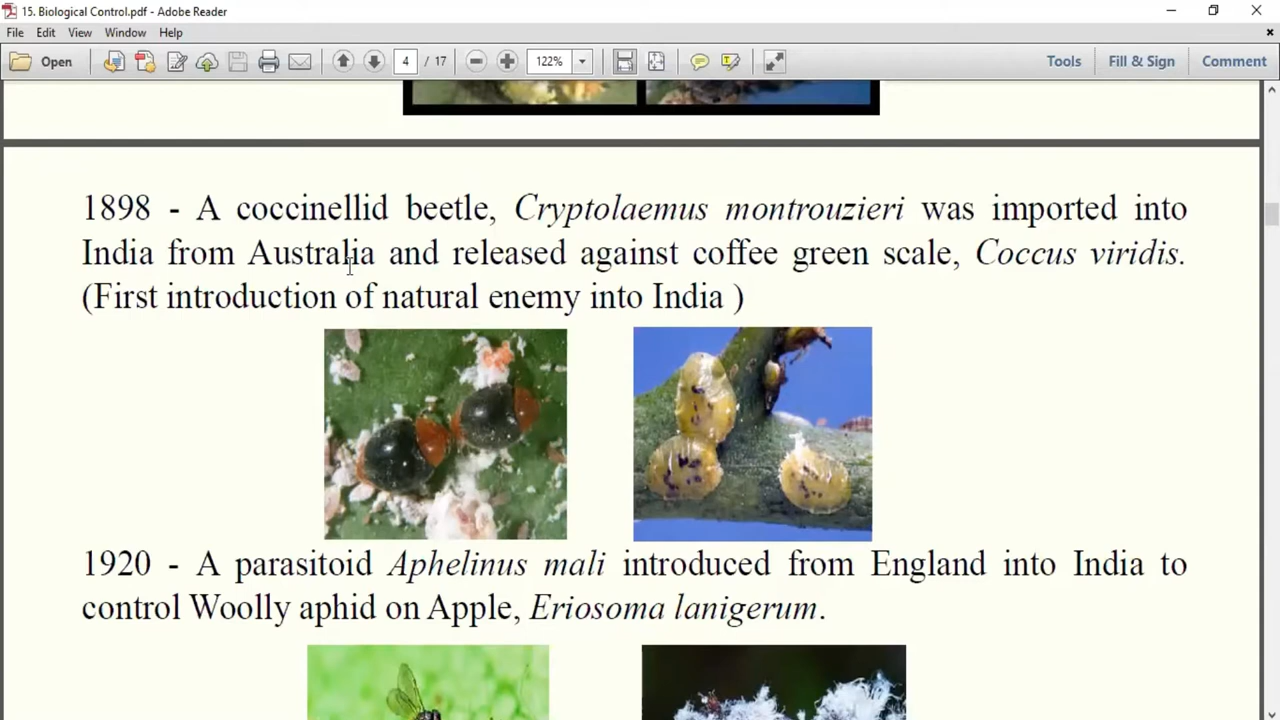 15. Biological Control.pdf - Adobe Reader
File Edit View Window Help
Open 4 / 17 122% Tools Fill & Sign Comment
1898 - A coccinellid beetle, Cryptolaemus montrouzieri was imported into
India from Australia and released against coffee green scale, Coccus viridis.
(First introduction of natural enemy into India )
1920 - A parasitoid Aphelinus mali introduced from England into India to
control Woolly aphid on Apple, Eriosoma lanigerum.